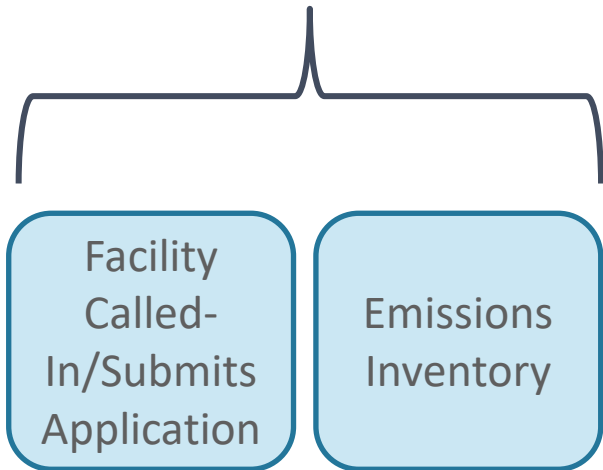 Facility
Called-
In/Submits
Application
Emissions
Inventory